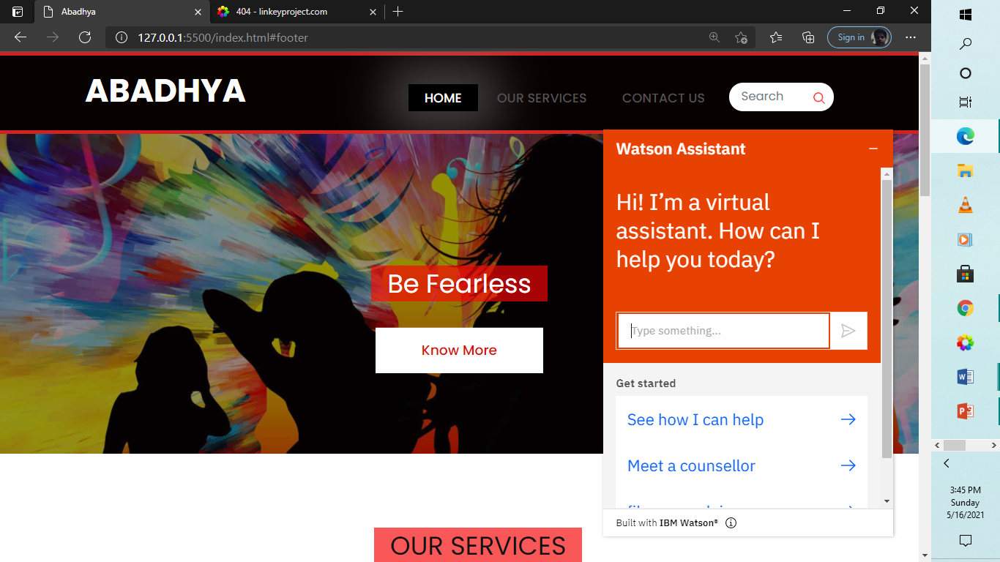 Abadhya
404 - linkeyproject.com
127.0.0.1:5500/index.html#footer
Sign in
ABADHYA
HOME
OUR SERVICES
CONTACT US
Search
Watson Assistant
Hi! I’m a virtual
assistant. How can I
help you today?
Type something...
Get started
See how I can help
Meet a counsellor
Built with IBM Watson®
Be Fearless
Know More
OUR SERVICES
3:45 PM
Sunday
5/16/2021